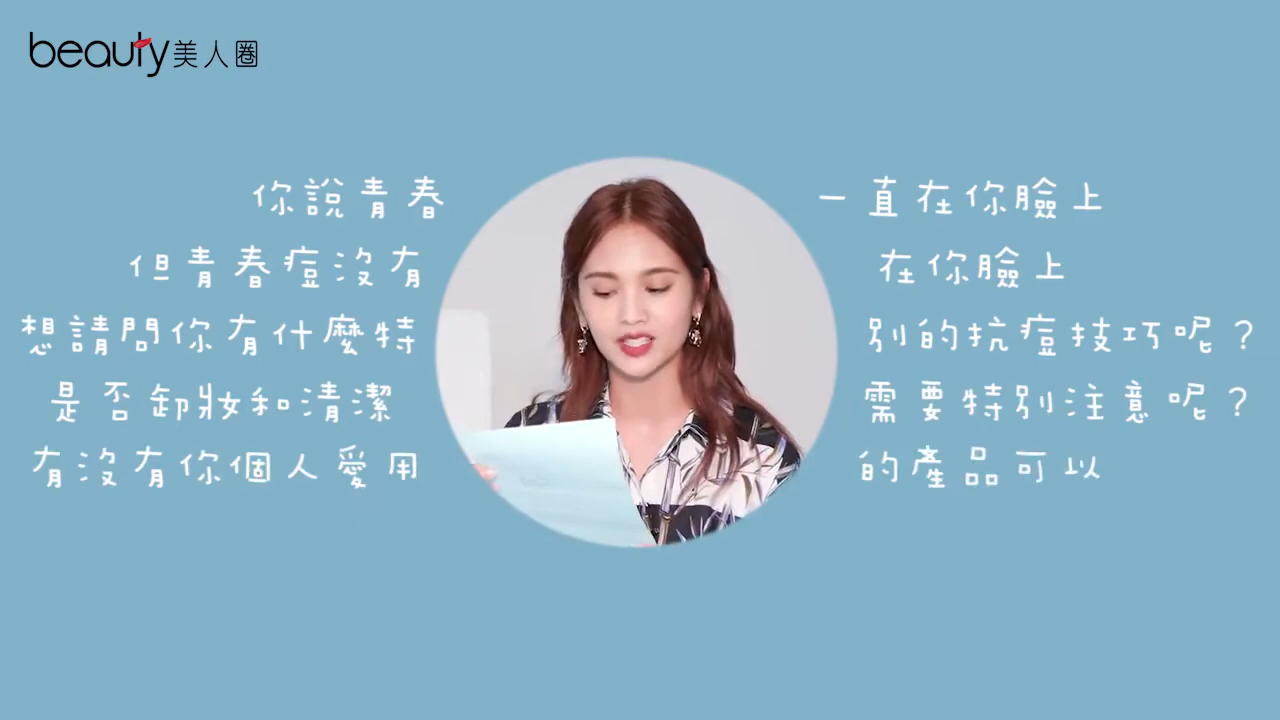 beauty美人圈
你說青春 一直在你臉上
但青春痘沒有 在你臉上
想請問你有什麼特 別的抗痘技巧呢？
是否卸妝和清潔 需要特別注意呢？
有沒有你個人愛用 的產品可以